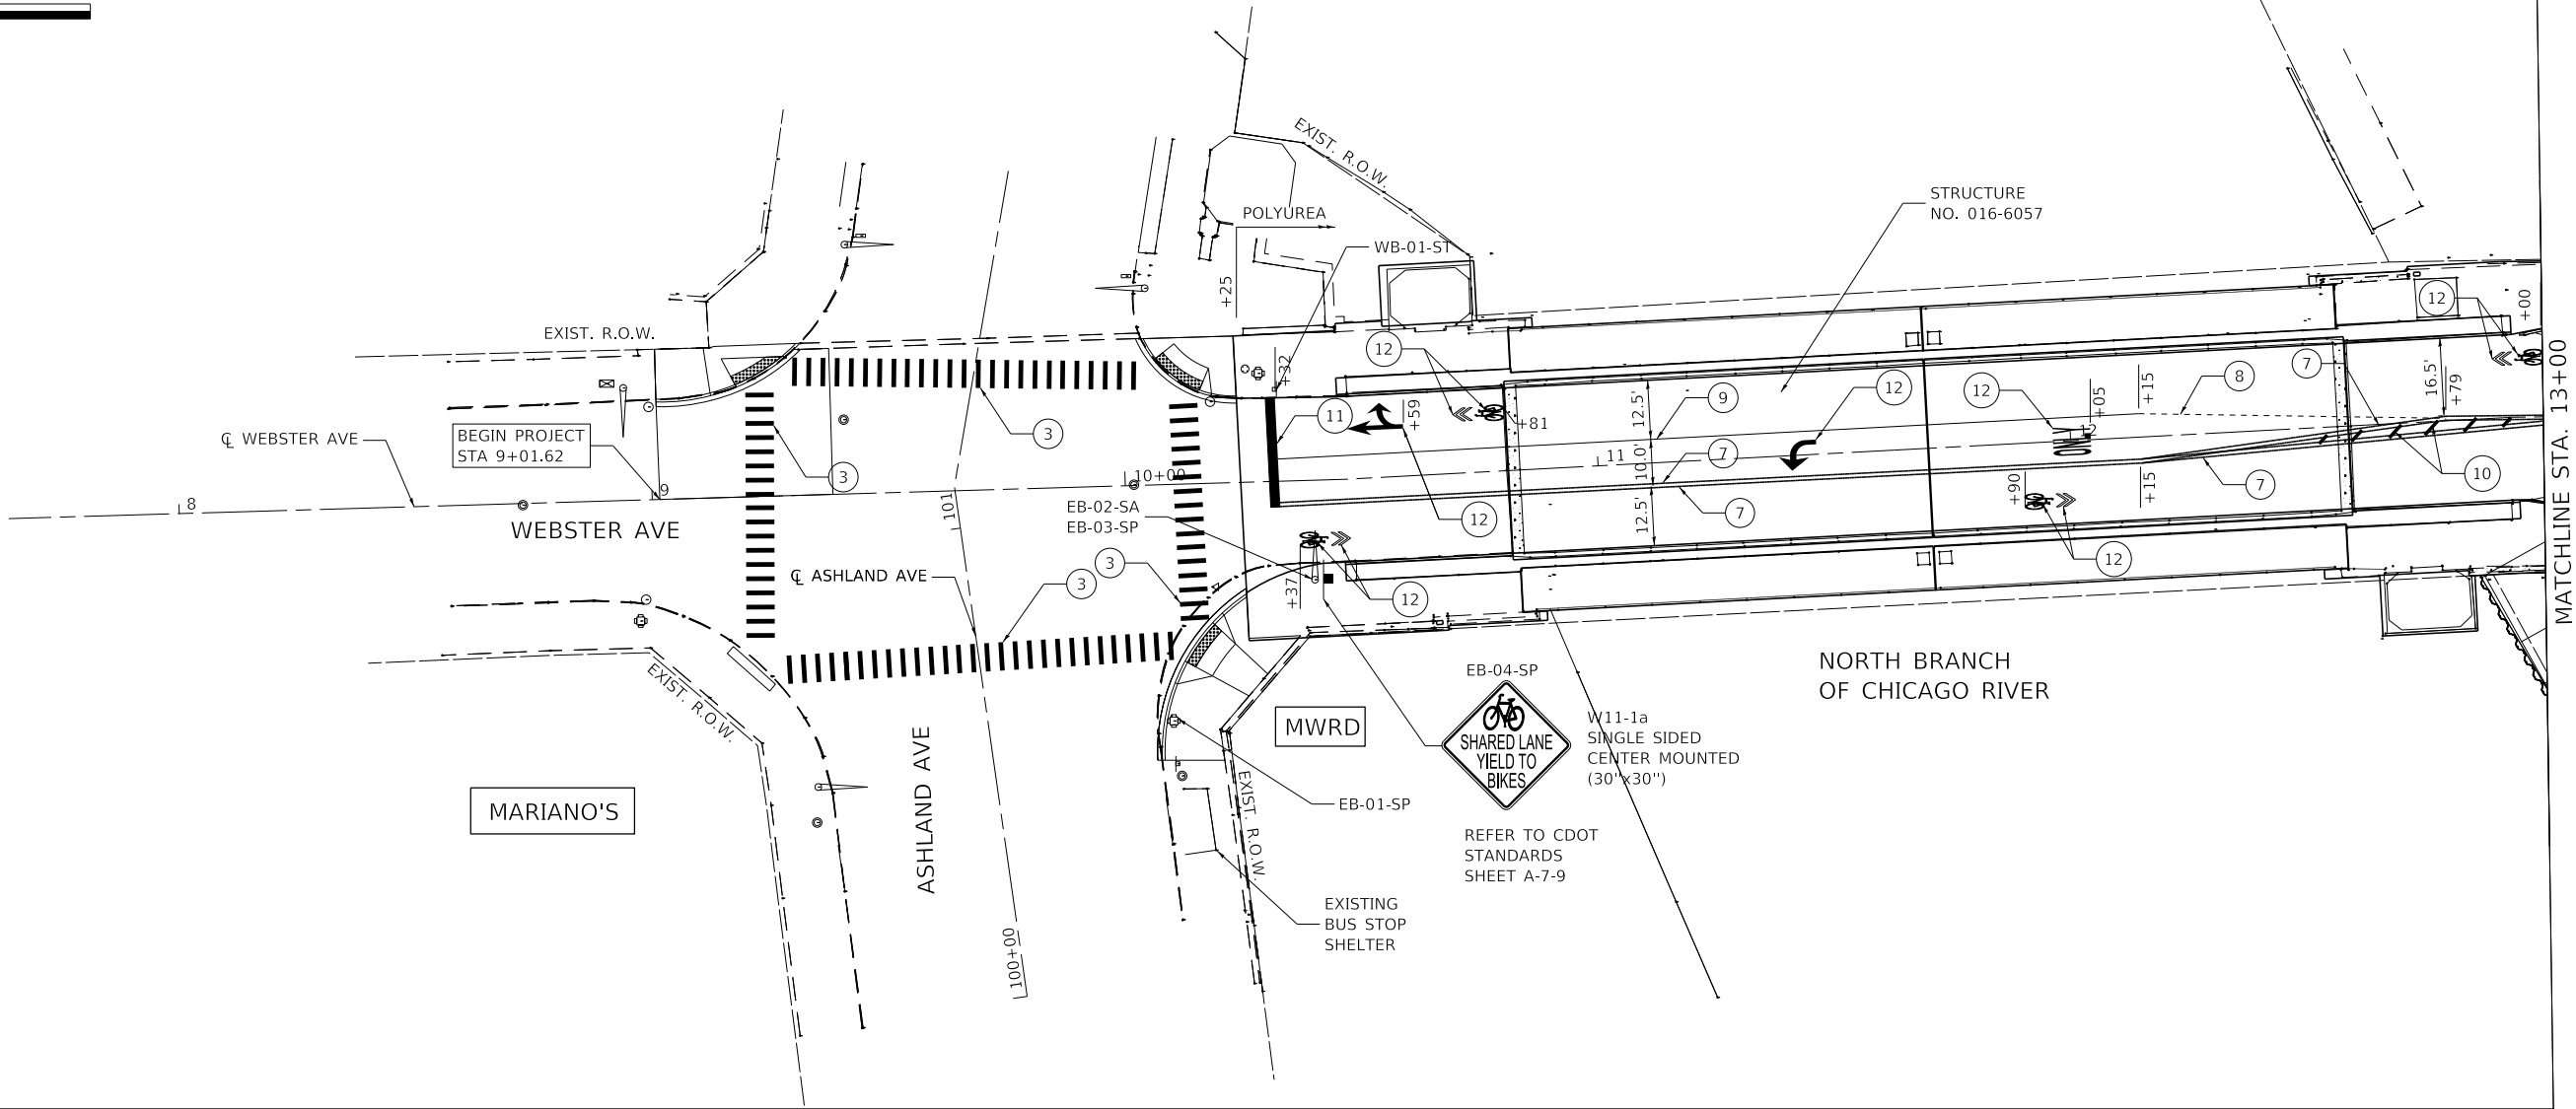 EXIST. R.O.W.
STRUCTURE
NO. 016-6057
POLYUREA
WB-01-ST
+25
12
+00
EXIST. R.O.W.
12
+32
7
8
16.5'
+79
MATCHLINE STA. 13+00
12
12
+05
+15
12.5'
9
11
+59
+81
℄ WEBSTER AVE
BEGIN PROJECT
STA 9+01.62
3
3
12
ONLY
11
10.0'
7
10
7
10+00
9
8
+90
+15
12
7
12.5'
101
EB-02-SA
EB-03-SP
WEBSTER AVE
℄ ASHLAND AVE
3
3
+37
12
12
NORTH BRANCH
OF CHICAGO RIVER
EB-04-SP
SHARED LANE
YIELD TO
BIKES
W11-1a
SINGLE SIDED
CENTER MOUNTED
(30"x30")
MWRD
EXIST. R.O.W.
MARIANO'S
ASHLAND AVE
EXIST. R.O.W.
EB-01-SP
REFER TO CDOT
STANDARDS
SHEET A-7-9
EXISTING
BUS STOP
SHELTER
100+00